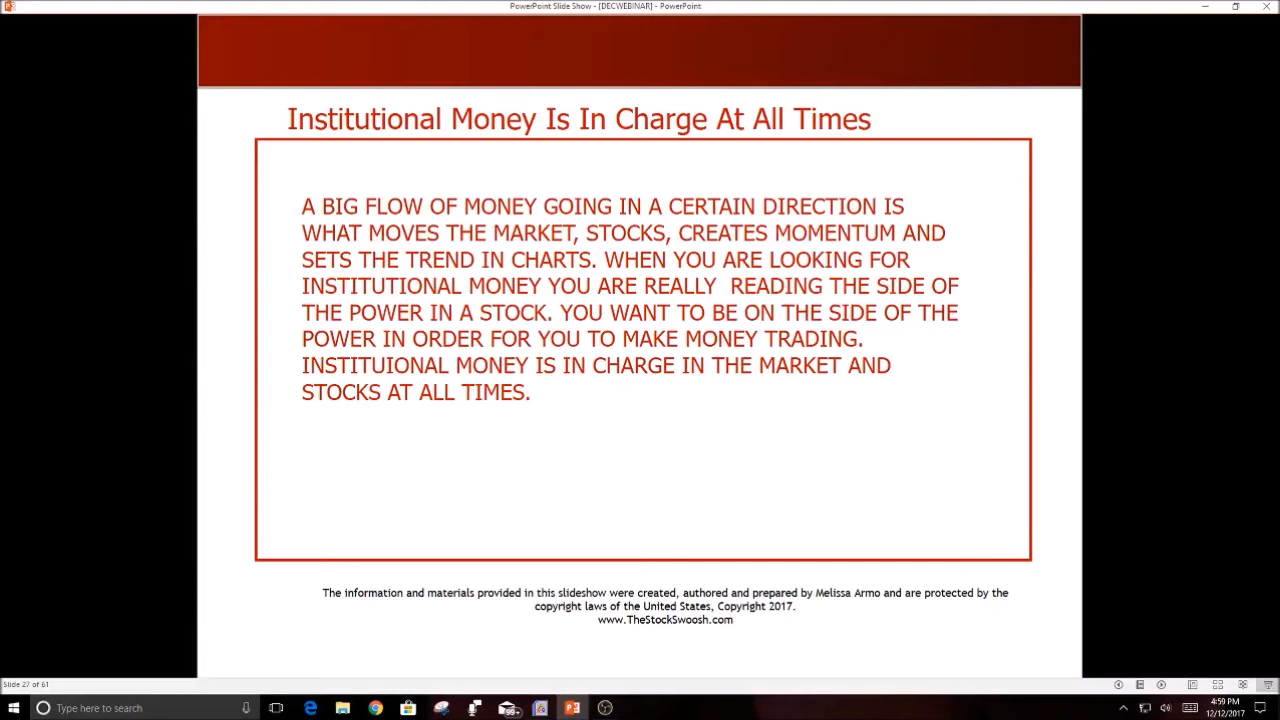 PowerPoint Slide Show - [DECWEBINAR] - PowerPoint
Institutional Money Is In Charge At All Times
A BIG FLOW OF MONEY GOING IN A CERTAIN DIRECTION IS
WHAT MOVES THE MARKET, STOCKS, CREATES MOMENTUM AND
SETS THE TREND IN CHARTS. WHEN YOU ARE LOOKING FOR
INSTITUTIONAL MONEY YOU ARE REALLY  READING THE SIDE OF
THE POWER IN A STOCK. YOU WANT TO BE ON THE SIDE OF THE
POWER IN ORDER FOR YOU TO MAKE MONEY TRADING.
INSTITUIONAL MONEY IS IN CHARGE IN THE MARKET AND
STOCKS AT ALL TIMES.
The information and materials provided in this slideshow were created, authored and prepared by Melissa Armo and are protected by the
copyright laws of the United States, Copyright 2017.
www.TheStockSwoosh.com
Slide 27 of 61
Type here to search
4:59 PM
12/12/2017